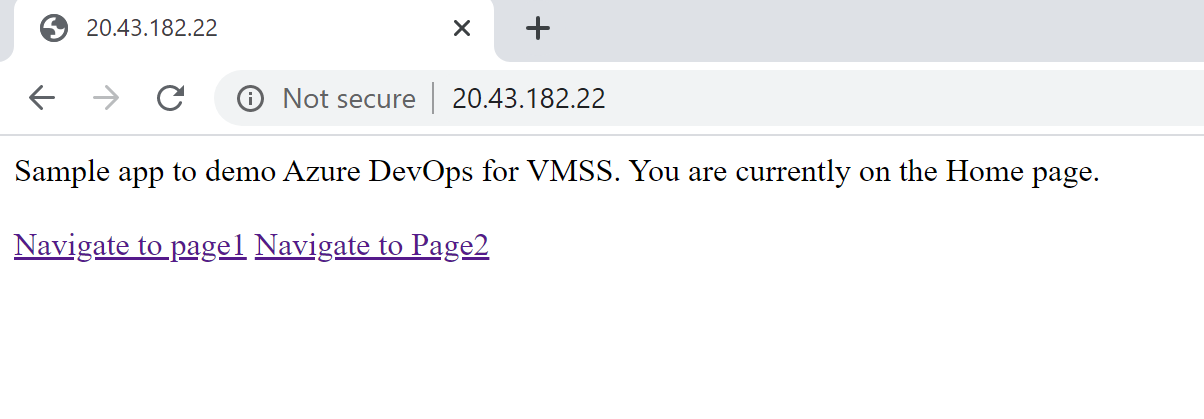 20.43.182.22
Not secure 20.43.182.22
Sample app to demo Azure DevOps for VMSS. You are currently on the Home page.
Navigate to page1 Navigate to Page2